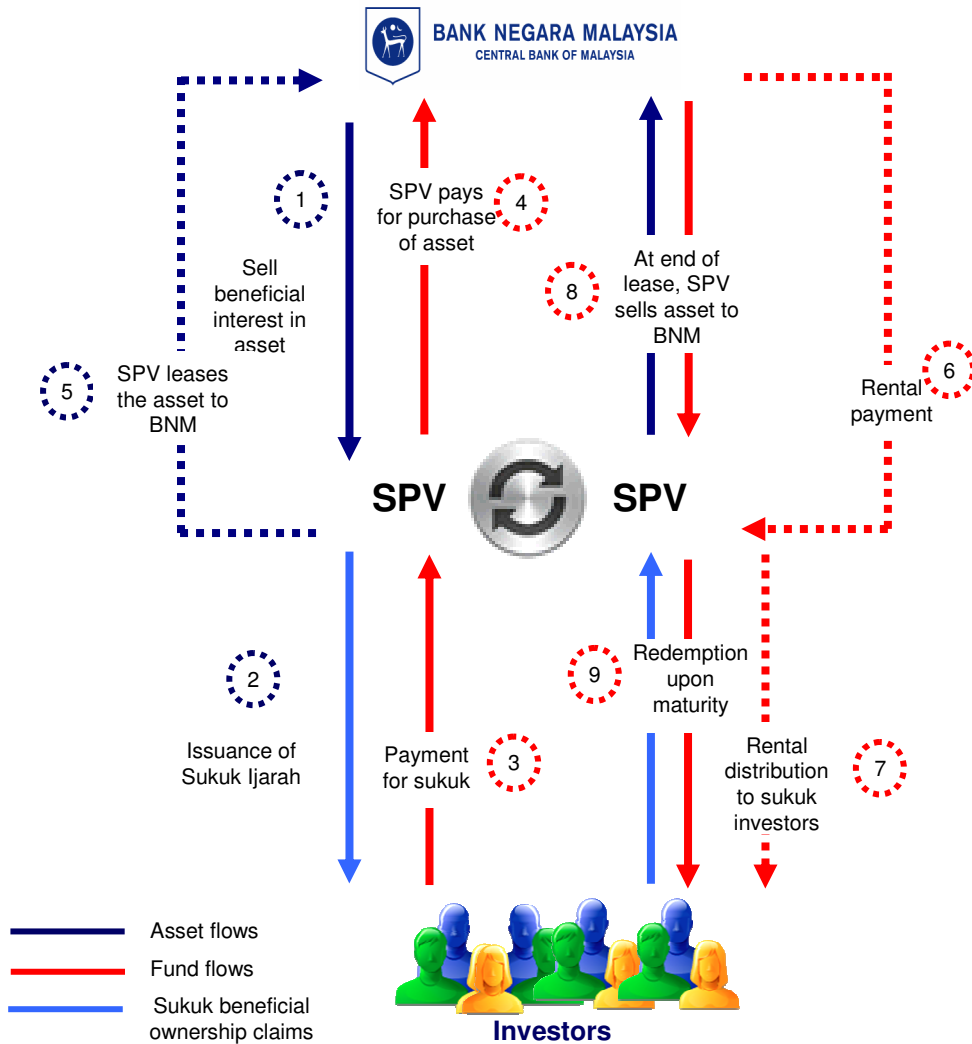 BANK NEGARA MALAYSIA
CENTRAL BANK OF MALAYSIA
1
SPV pays
for purchase
of asset
4
Sell
beneficial
interest in
asset
8
At end of
lease, SPV
sells asset to
BNM
5
SPV leases
the asset to
BNM
6
Rental
payment
SPV
SPV
2
Issuance of
Sukuk Ijarah
Payment
for sukuk
3
9
Redemption
upon
maturity
Rental
distribution
to sukuk
investors
7
Asset flows
Fund flows
Sukuk beneficial
ownership claims
Investors